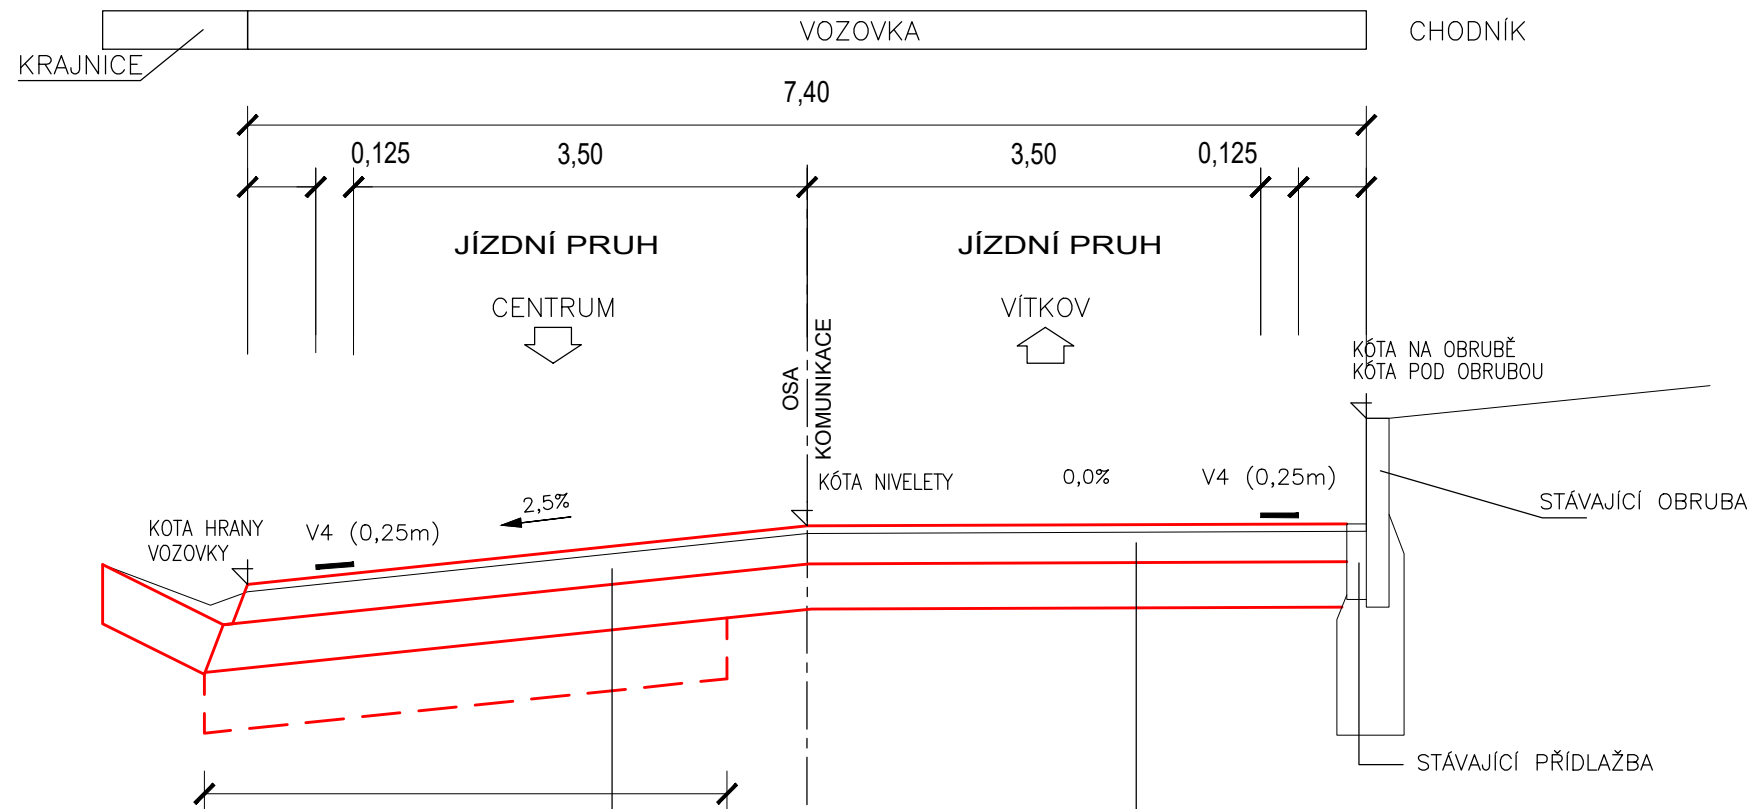 VOZOVKA
CHODNÍK
KRAJNICE
7,40
0,125
3,50
3,50
0,125
JÍZDNÍ PRUH
JÍZDNÍ PRUH
CENTRUM
VÍTKOV
OSA
KOMUNIKACE
KÓTA NA OBRUBĚ
KÓTA POD OBRUBOU
KÓTA NIVELETY
0,0%
V4 (0,25m)
STÁVAJÍCÍ OBRUBA
2,5%
KOTA HRANY
VOZOVKY
V4 (0,25m)
STÁVAJÍCÍ PŘÍDLAŽBA